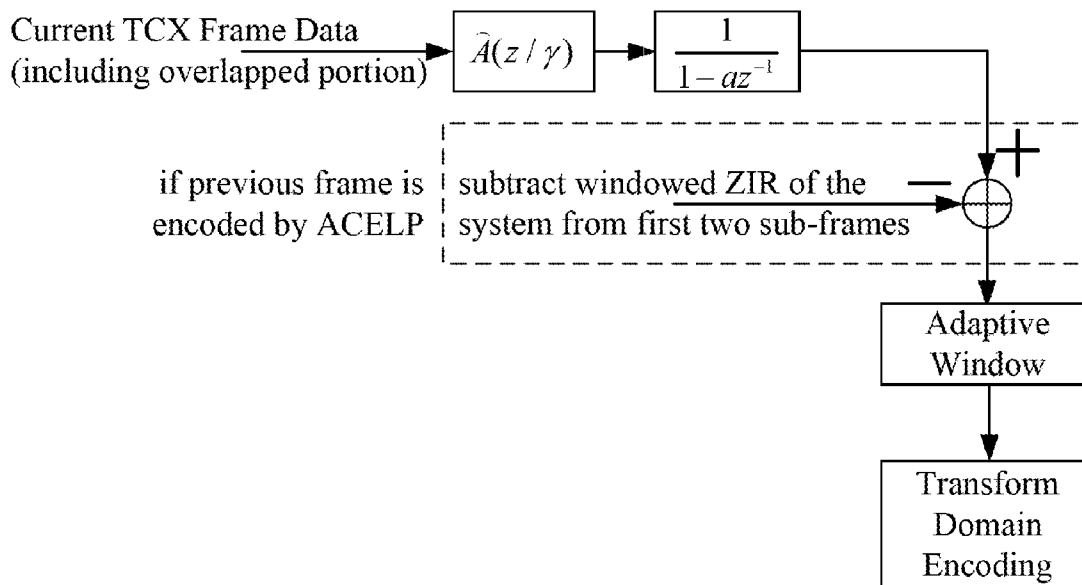 Current TCX Frame Data
(including overlapped portion)
Â(z / γ)
1
1−az⁻¹
+
−
if previous frame is
encoded by ACELP
subtract windowed ZIR of the
system from first two sub-frames
Adaptive
Window
Transform
Domain
Encoding